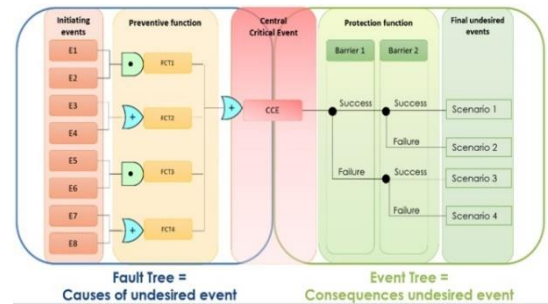 Initiating
events
Preventive function
Central
Critical Event
Protection function
Final undesired
events
Barrier 1
Barrier 2
E1
E2
E3
E4
E5
E6
E7
E8
FCT1
FCT2
FCT3
FCT4
+
+
+
CCE
Success
Success
Scenario 1
Failure
Scenario 2
Failure
Success
Scenario 3
Failure
Scenario 4
Fault Tree =
Causes of undesired event
Event Tree =
Consequences undesired event